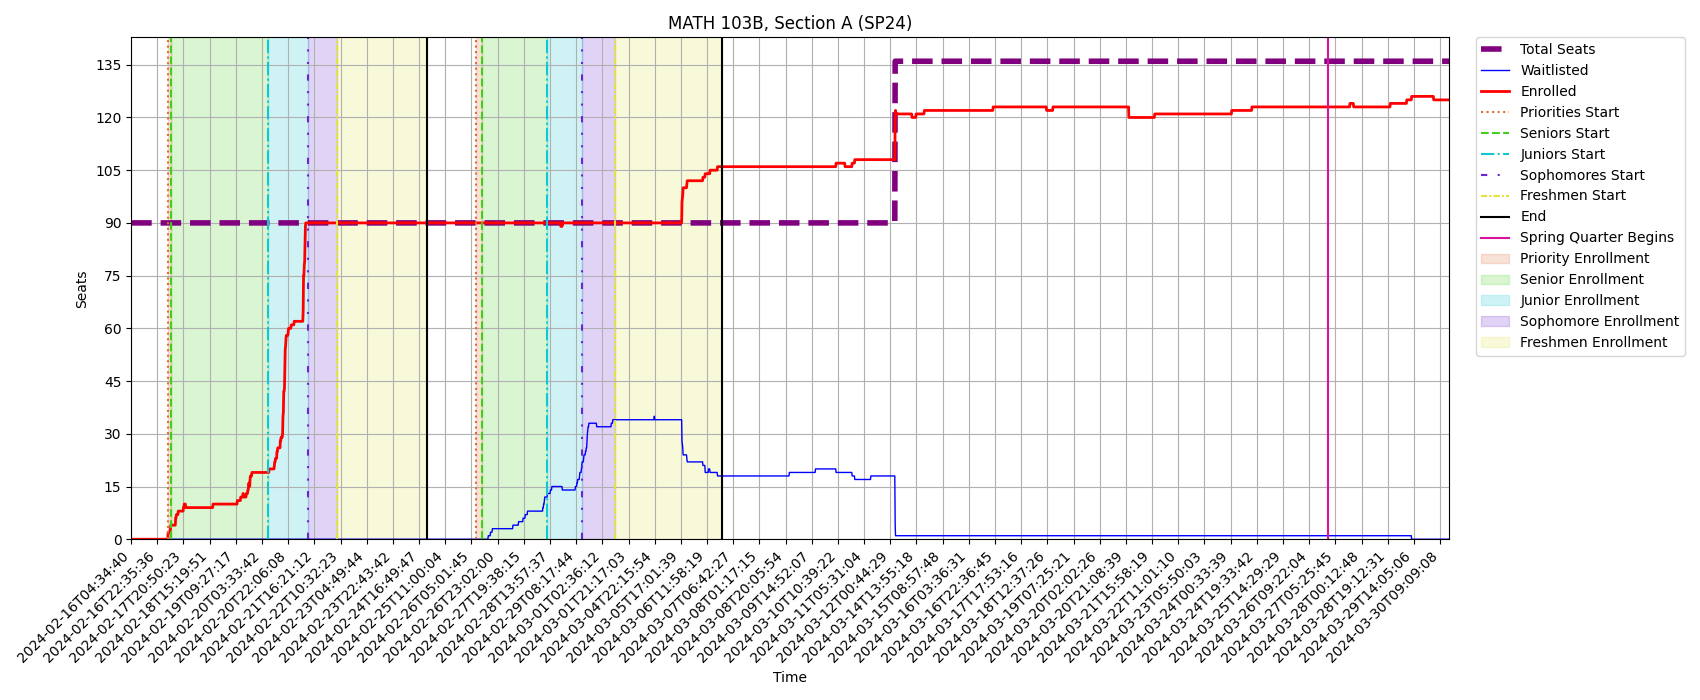 MATH 103B, Section A (SP24)
Seats
135
120
105
90
75
60
45
30
15
0
2024-02-16T04:34:40
2024-02-16T22:35:36
2024-02-17T20:50:23
2024-02-18T15:19:51
2024-02-19T09:27:17
2024-02-20T03:33:42
2024-02-20T22:06:08
2024-02-21T16:21:12
2024-02-22T10:32:23
2024-02-23T04:49:44
2024-02-23T22:43:42
2024-02-24T16:49:47
2024-02-25T11:00:04
2024-02-26T05:01:45
2024-02-26T23:02:00
2024-02-27T19:38:15
2024-02-28T13:57:37
2024-02-29T08:17:44
2024-03-01T02:36:12
2024-03-01T21:17:03
2024-03-04T22:15:54
2024-03-05T17:01:39
2024-03-06T11:58:19
2024-03-07T06:42:27
2024-03-08T01:17:15
2024-03-08T20:05:54
2024-03-09T14:52:07
2024-03-10T10:39:22
2024-03-11T05:31:04
2024-03-12T00:44:29
2024-03-14T13:55:18
2024-03-15T08:57:48
2024-03-16T03:36:31
2024-03-16T22:36:45
2024-03-17T17:53:16
2024-03-18T12:37:26
2024-03-19T07:25:21
2024-03-20T02:02:26
2024-03-20T21:08:39
2024-03-21T15:58:19
2024-03-22T11:01:10
2024-03-23T05:50:03
2024-03-24T00:33:39
2024-03-24T19:33:42
2024-03-25T14:29:29
2024-03-26T09:22:04
2024-03-27T05:25:45
2024-03-28T00:12:48
2024-03-28T19:12:31
2024-03-29T14:05:06
2024-03-30T09:09:08
Time
Total Seats
Waitlisted
Enrolled
Priorities Start
Seniors Start
Juniors Start
Sophomores Start
Freshmen Start
End
Spring Quarter Begins
Priority Enrollment
Senior Enrollment
Junior Enrollment
Sophomore Enrollment
Freshmen Enrollment